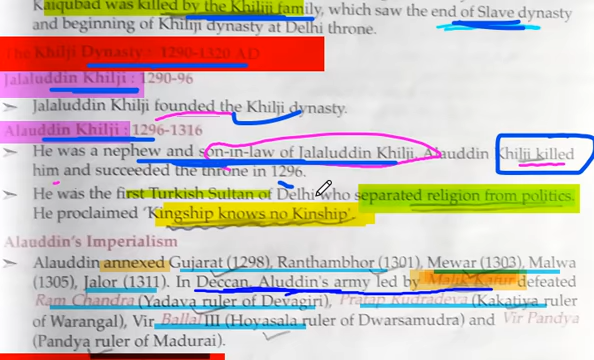 Kaiqubad was killed by the Khiljii family, which saw the end of Slave dynasty
and beginning of Khiliji dynasty at Delhi throne.
The Khilji Dynasty : 1290-1320 AD
Jalaluddin Khilji : 1290-96
➢ Jalaluddin Khilji founded the Khilji dynasty.
Alauddin Khilji : 1296-1316
➢ He was a nephew and son-in-law of Jalaluddin Khilji. Alauddin Khilji killed
him and succeeded the throne in 1296.
➢ He was the first Turkish Sultan of Delhi who separated religion from politics.
He proclaimed 'Kingship knows no Kinship'.
Alauddin's Imperialism
➢ Alauddin annexed Gujarat (1298), Ranthambhor (1301), Mewar (1303), Malwa
(1305), Jalor (1311). In Deccan, Aluddin's army led by Malik Kafur defeated
Ram Chandra (Yadava ruler of Devagiri), Pratap Rudradeva (Kakatiya ruler
of Warangal), Vir Ballal III (Hoyasala ruler of Dwarsamudra) and Vir Pandya
(Pandya ruler of Madurai).